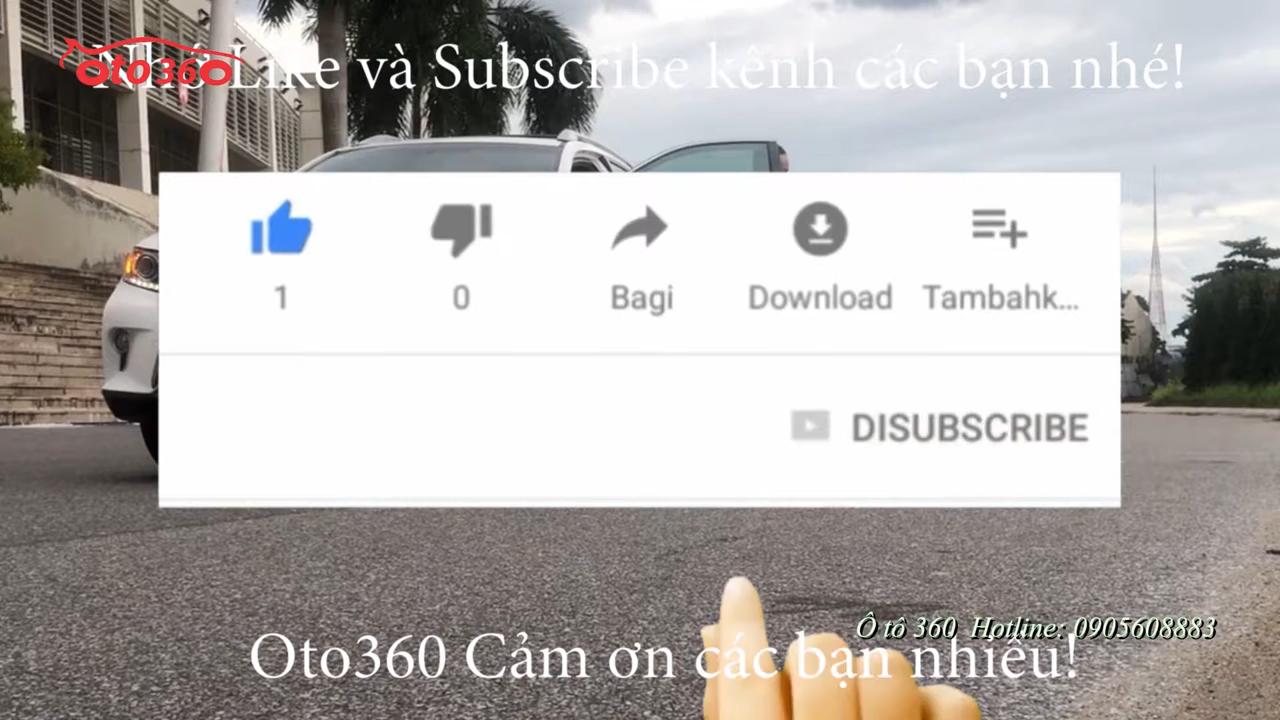 Nhớ Like và Subscribe kênh các bạn nhé!
oto360
1 0 Bagi Download Tambahk...
DISUBSCRIBE
Ô tô 360 Hotline: 0905608883
Oto360 Cảm ơn các bạn nhiều!